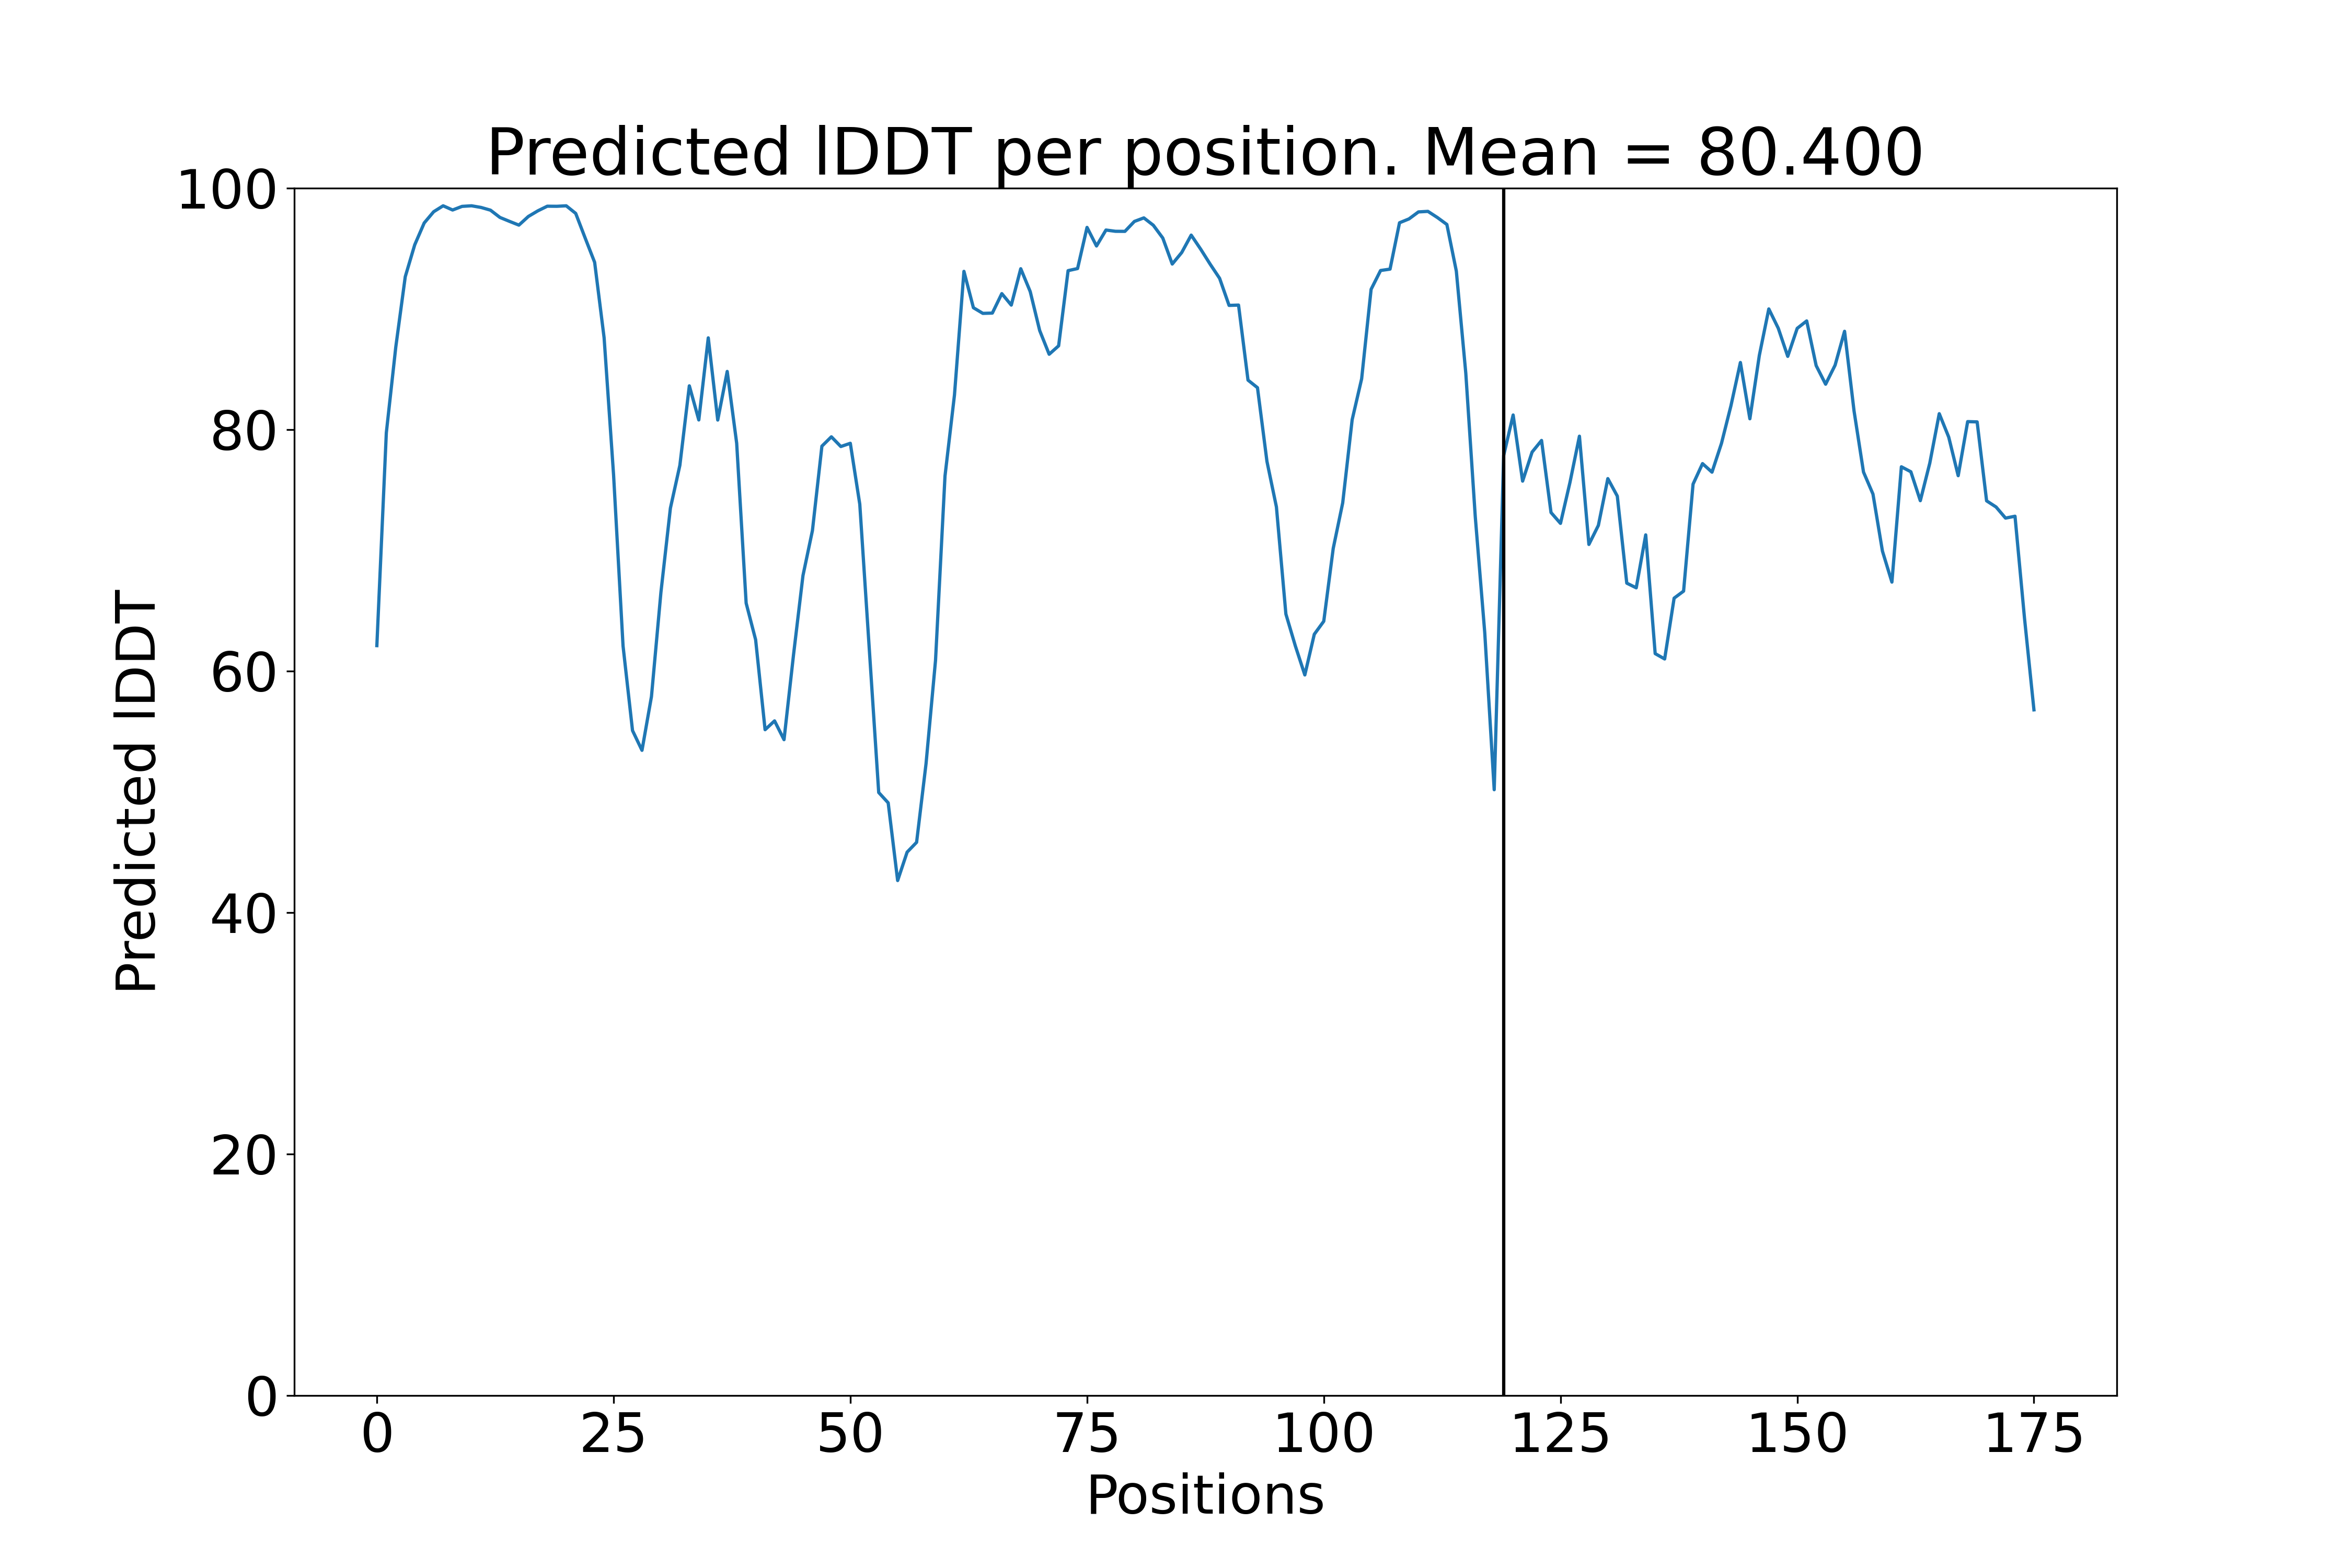 Predicted lDDT per position. Mean = 80.400
100
80
60
40
20
0
Predicted lDDT
0 25 50 75 100 125 150 175
Positions